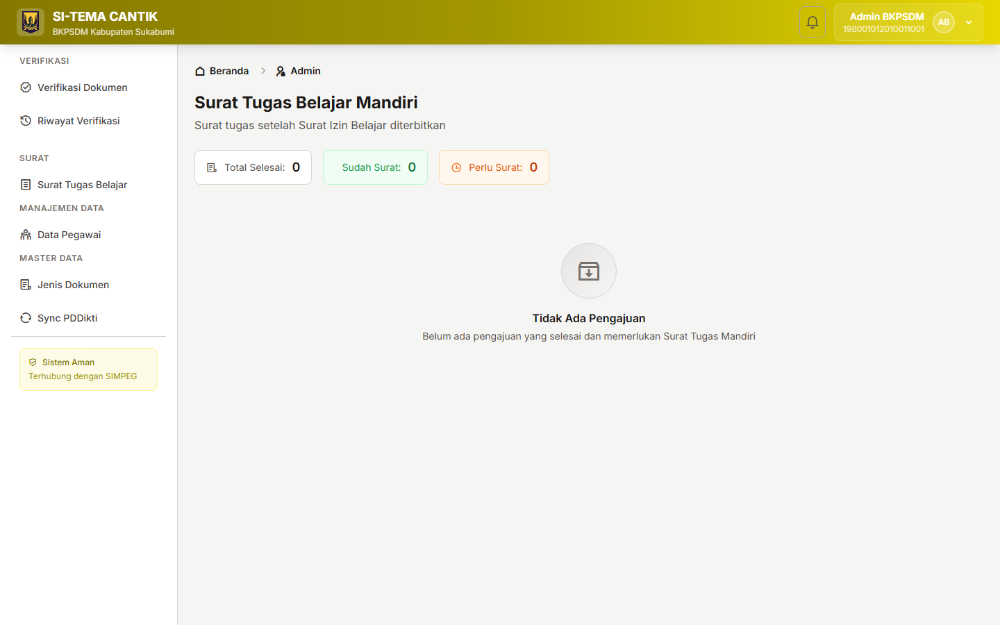 SI-TEMA CANTIK
BKPSDM Kabupaten Sukabumi
Admin BKPSDM
198001012010011001
AB
VERIFIKASI
Verifikasi Dokumen
Riwayat Verifikasi
SURAT
Surat Tugas Belajar
MANAJEMEN DATA
Data Pegawai
MASTER DATA
Jenis Dokumen
Sync PDDikti
Sistem Aman
Terhubung dengan SIMPEG
Beranda
Admin
Surat Tugas Belajar Mandiri
Surat tugas setelah Surat Izin Belajar diterbitkan
Total Selesai: 0
Sudah Surat: 0
Perlu Surat: 0
Tidak Ada Pengajuan
Belum ada pengajuan yang selesai dan memerlukan Surat Tugas Mandiri